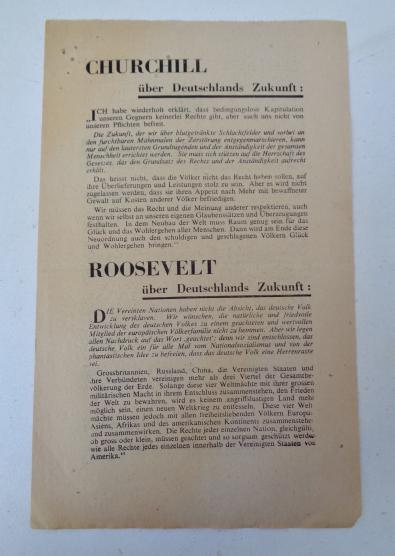 CHURCHILL
über Deutschlands Zukunft:
„ICH habe wiederholt erklärt, dass bedingungslose Kapitulation
unseren Gegnern keinerlei Rechte gibt, aber auch uns nicht von
unseren Pflichten befreit.
Die Zukunft, der wir über blutgetränkte Schlachtfelder und vorbei an
den furchtbaren Mahnmalen der Zerstörung entgegenmarschieren, kann
nur auf den lautersten Grundtugenden und der Anständigkeit der gesamten
Menschheit errichtet werden. Sie muss sich stützen auf die Herrschaft des
Gesetzes, das den Grundsatz des Rechts und der Anständigkeit aufrecht
erhält.
Das heisst nicht, dass die Völker nicht das Recht haben sollen, auf
ihre Überlieferungen und Leistungen stolz zu sein. Aber es wird nicht
zugelassen werden, dass sie ihren Appetit nach Mehr mit bewaffneter
Gewalt auf Kosten anderer Völker befriedigen.
Wir müssen das Recht und die Meinung anderer respektieren, auch
wenn wir selbst an unseren eigenen Glaubenssätzen und Überzeugungen
festhalten. In dem Neubau der Welt muss Raum genug sein für das
Glück und das Wohlergehen aller Menschen. Dann wird am Ende diese
Neuordnung auch den schuldigen und geschlagenen Völkern Glück
und Wohlergehen bringen."
ROOSEVELT
über Deutschlands Zukunft:
DIE Vereinten Nationen haben nicht die Absicht, das deutsche Volk
zu versklaven. Wir wünschen, die natürliche und friedvolle
Entwicklung des deutschen Volkes zu einem geachteten und wertvollen
Mitglied der europäischen Völkerfamilie nicht zu hemmen. Aber wir legen
allen Nachdruck auf das Wort „geachtet; denn wir sind entschlossen, das
deutsche Volk ein für alle Mal vom Nationalsozialismus und von der
phantastischen Idee zu befreien, dass das deutsche Volk eine Herrenrasse
sei.
Grossbritannien, Russland, China, die Vereinigten Staaten und
ihre Verbündeten vereinigen mehr als drei Viertel der Gesamtbe-
völkerung der Erde. Solange diese vier Weltmächte mit ihrer grossen
militärischen Macht in ihrem Entschluss zusammenstehen, den Frieden
der Welt zu bewahren, wird es keinem angriffslustigen Land mehr
möglich sein, einen neuen Weltkrieg zu entfesseln. Diese vier Welt-
mächte müssen jedoch mit allen freiheitsliebenden Völkern Europas
Asiens, Afrikas und des amerikanischen Kontinents zusammenstehen
und zusammenwirken. Die Rechte jeder einzelnen Nation, gleichgültig
ob gross oder klein, müssen geachtet und so sorgsam geschützt werden
wie alle Rechte jedes einzelnen innerhalb der Vereinigten Staaten von
Amerika."